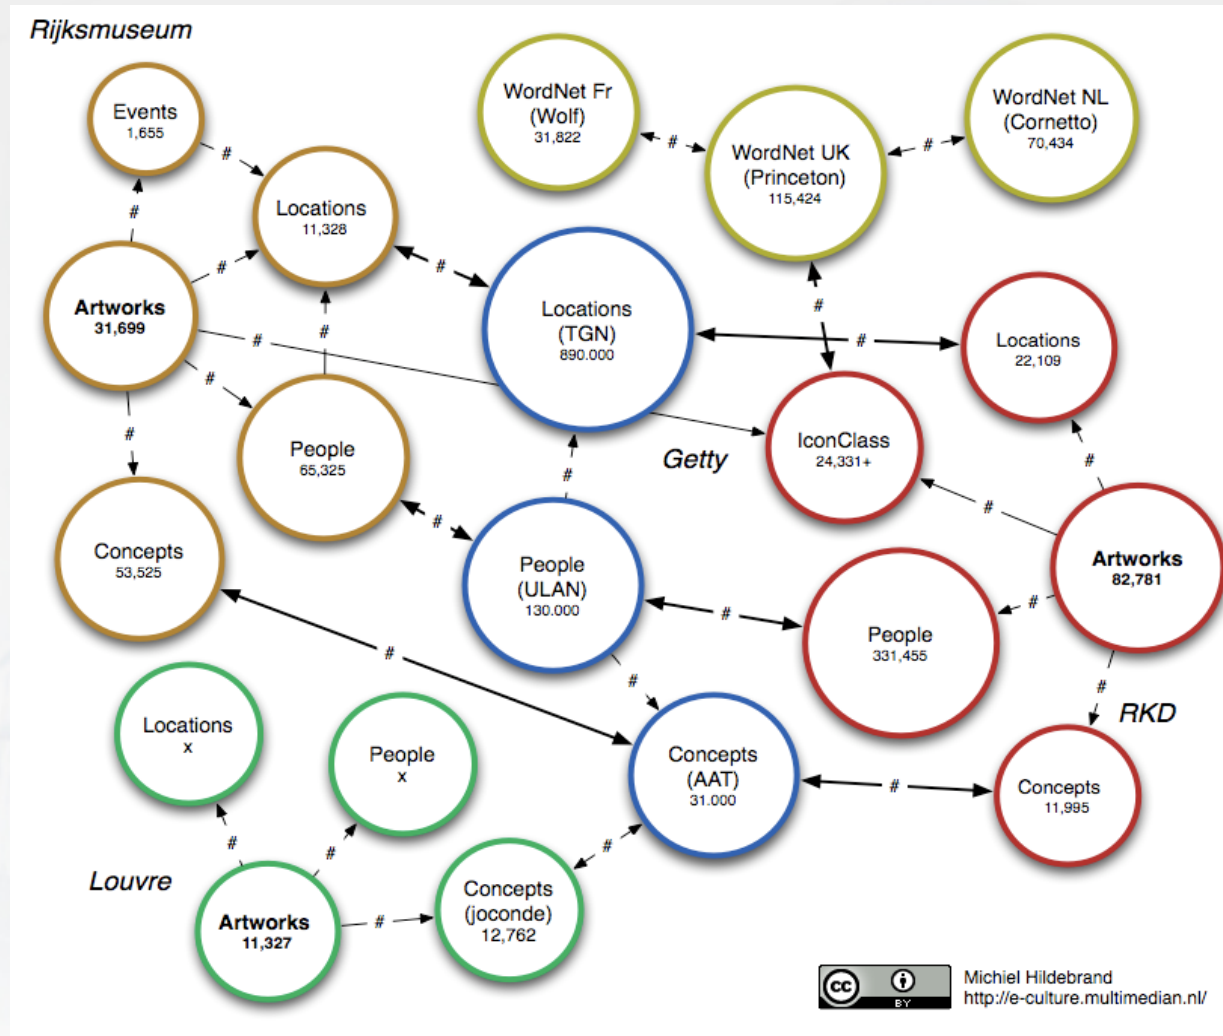 Rijksmuseum
Events
1,655
#
Locations
11,328
#
#
Artworks
31,699
#
#
#
People
65,325
#
Concepts
53,525
WordNet Fr
(Wolf)
31,822
#
WordNet UK
(Princeton)
115,424
#
WordNet NL
(Cornetto)
70,434
#
Locations
(TGN)
890.000
#
#
Locations
22,109
IconClass
24,331+
Getty
#
#
#
Artworks
82,781
#
People
(ULAN)
130.000
#
#
People
331,455
#
#
RKD
#
#
Concepts
(AAT)
31.000
#
Concepts
11,995
Locations
x
People
x
#
#
Louvre
Artworks
11,327
#
Concepts
(joconde)
12,762
#
cc
BY
Michiel Hildebrand
http://e-culture.multimedian.nl/